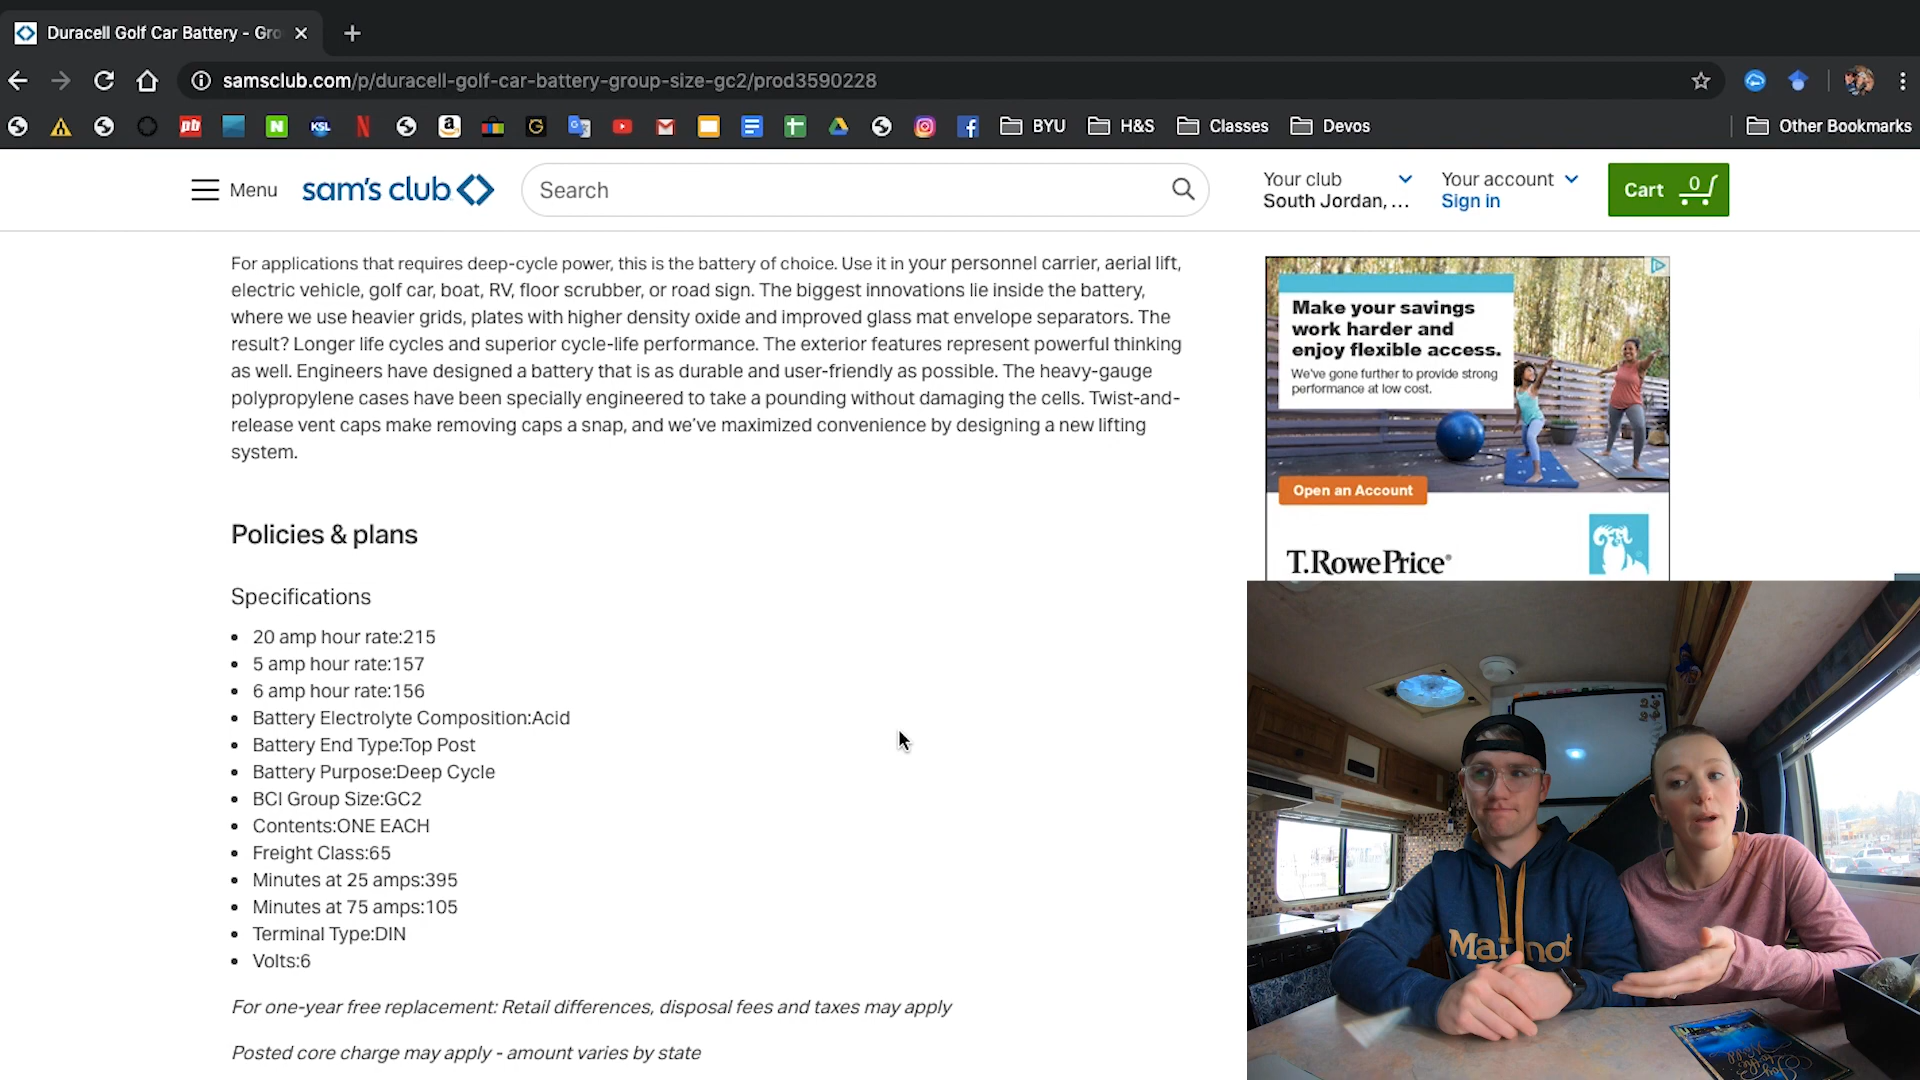 Duracell Golf Car Battery - Gro
samsclub.com/p/duracell-golf-car-battery-group-size-gc2/prod3590228
pb
N
KSL
N
a
G
BYU
H&S
Classes
Devos
Other Bookmarks
Menu
sam's club
Search
Your club
South Jordan, ...
Your account
Sign in
Cart 0
For applications that requires deep-cycle power, this is the battery of choice. Use it in your personnel carrier, aerial lift,
electric vehicle, golf car, boat, RV, floor scrubber, or road sign. The biggest innovations lie inside the battery,
where we use heavier grids, plates with higher density oxide and improved glass mat envelope separators. The
result? Longer life cycles and superior cycle-life performance. The exterior features represent powerful thinking
as well. Engineers have designed a battery that is as durable and user-friendly as possible. The heavy-gauge
polypropylene cases have been specially engineered to take a pounding without damaging the cells. Twist-and-
release vent caps make removing caps a snap, and we've maximized convenience by designing a new lifting
system.
Policies & plans
Specifications
• 20 amp hour rate:215
• 5 amp hour rate:157
• 6 amp hour rate:156
• Battery Electrolyte Composition:Acid
• Battery End Type:Top Post
• Battery Purpose:Deep Cycle
• BCI Group Size:GC2
• Contents:ONE EACH
• Freight Class:65
• Minutes at 25 amps:395
• Minutes at 75 amps:105
• Terminal Type:DIN
• Volts:6
For one-year free replacement: Retail differences, disposal fees and taxes may apply
Posted core charge may apply - amount varies by state
Make your savings
work harder and
enjoy flexible access.
We've gone further to provide strong
performance at low cost.
Open an Account
T.RowePrice®